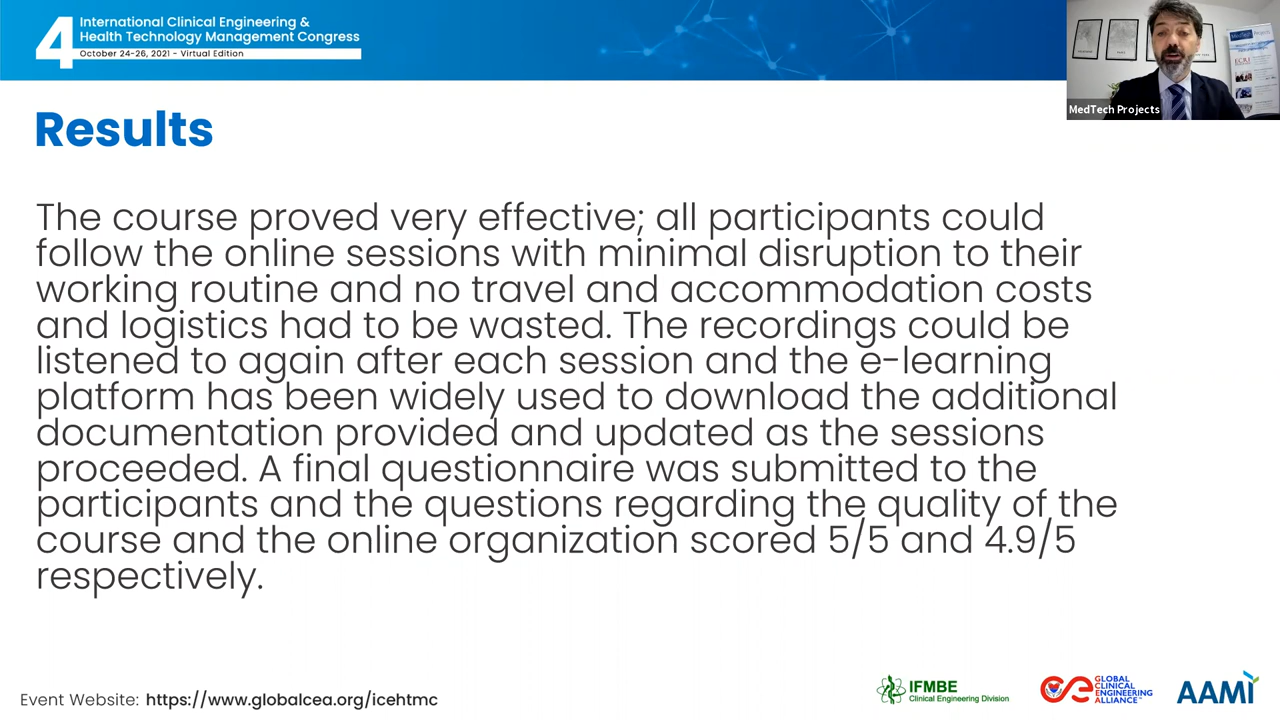 4
International Clinical Engineering &
Health Technology Management Congress
October 24-26, 2021 - Virtual Edition
MedTech Projects
ECRI
MedTech Projects
Results
The course proved very effective; all participants could
follow the online sessions with minimal disruption to their
working routine and no travel and accommodation costs
and logistics had to be wasted. The recordings could be
listened to again after each session and the e-learning
platform has been widely used to download the additional
documentation provided and updated as the sessions
proceeded. A final questionnaire was submitted to the
participants and the questions regarding the quality of the
course and the online organization scored 5/5 and 4.9/5
respectively.
Event Website: https://www.globalcea.org/icehtmc
IFMBE
Clinical Engineering Division
GLOBAL
CLINICAL
ENGINEERING
ALLIANCE
AAMI